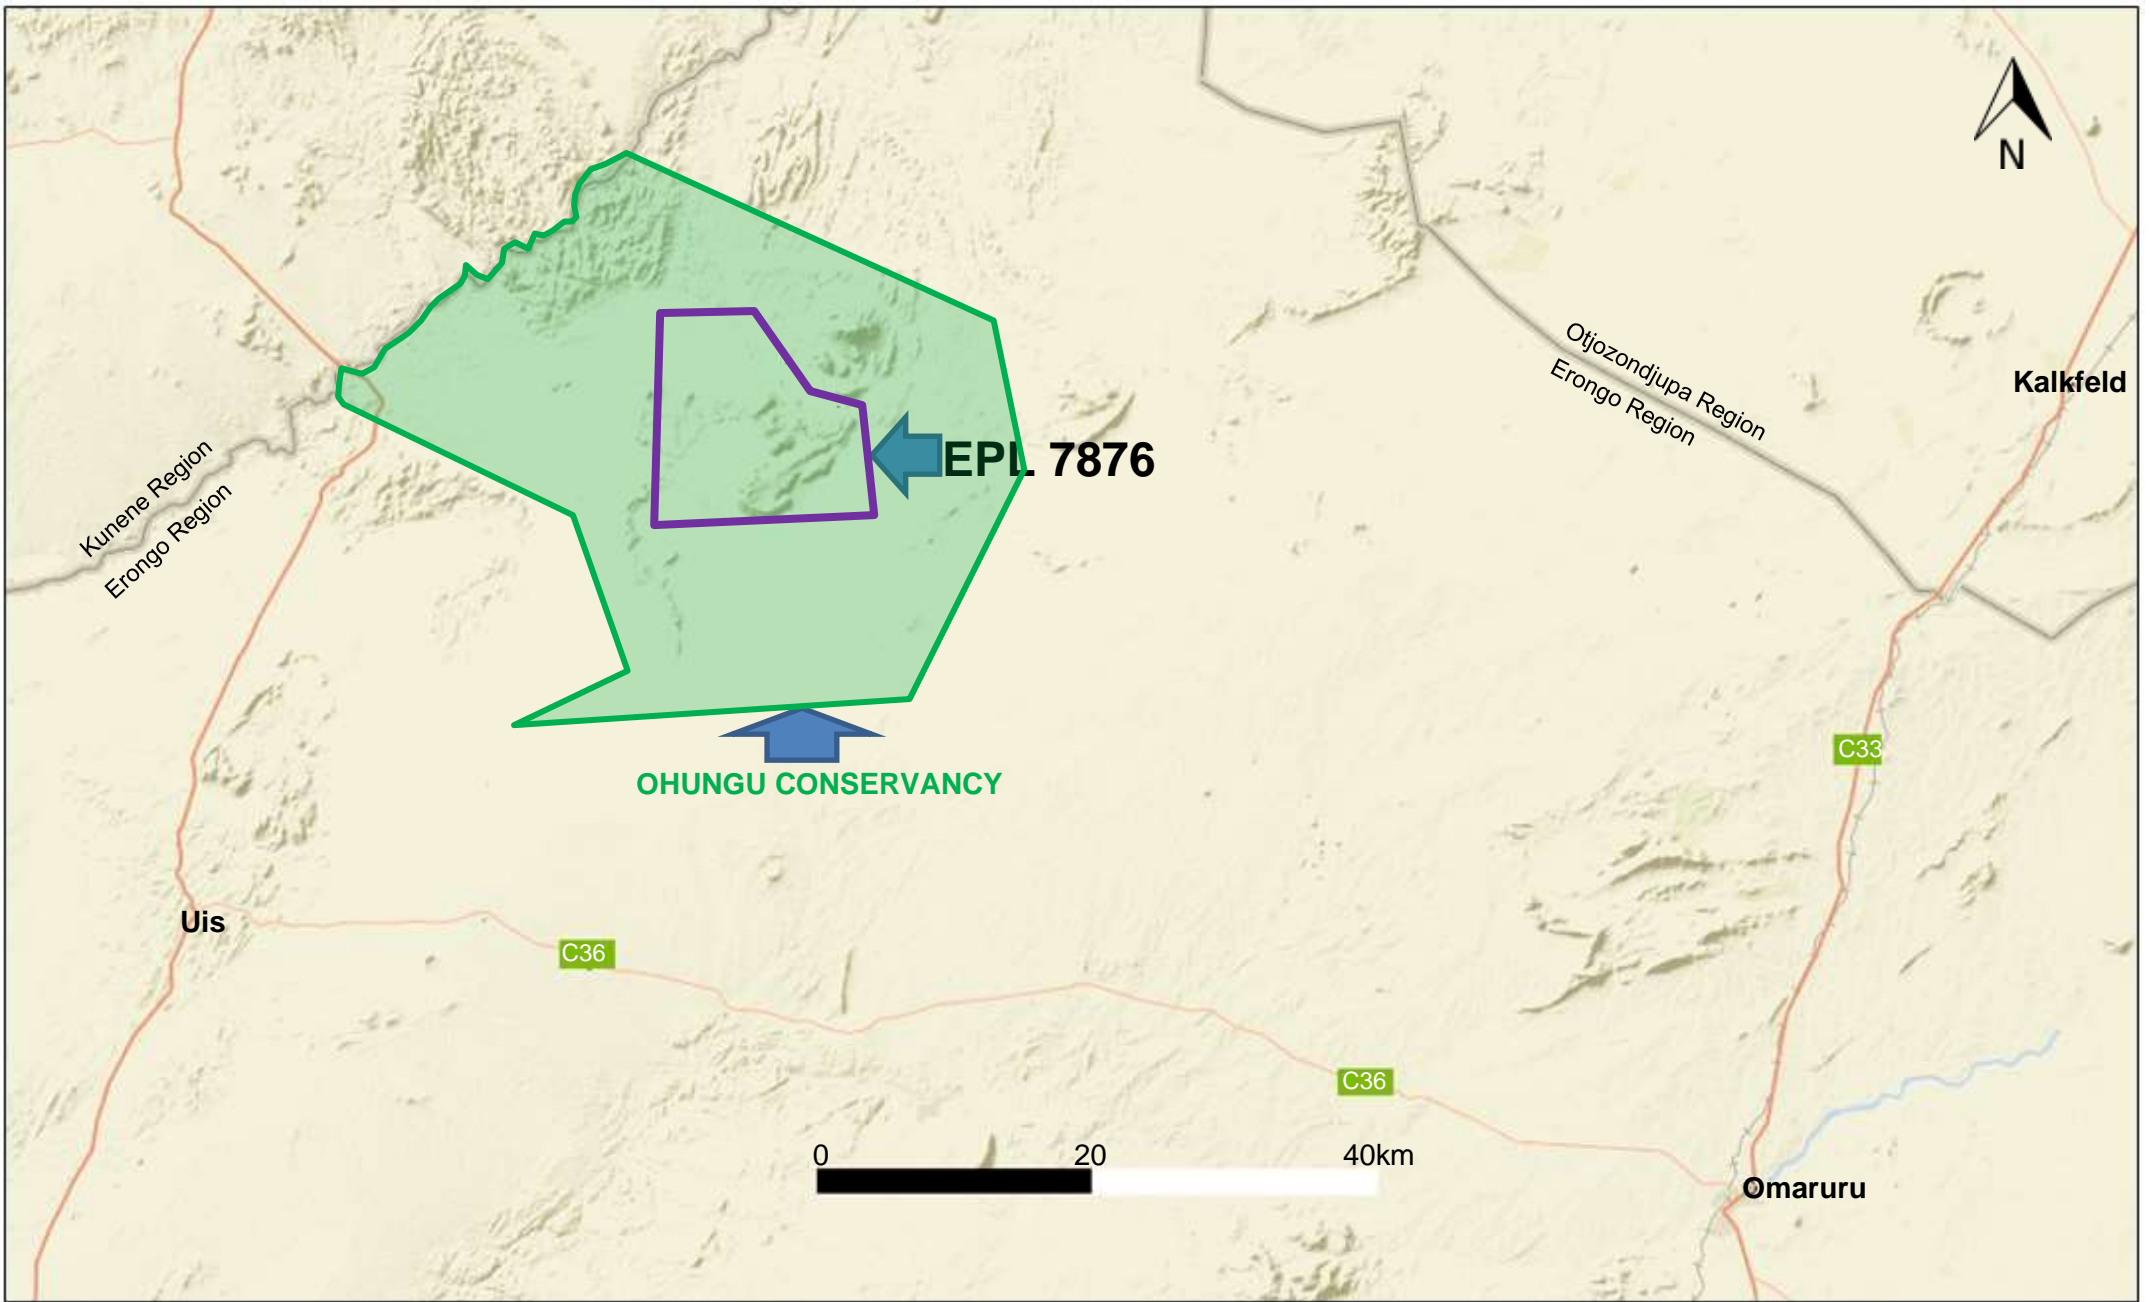 N
Otjozondjupa Region
Erongo Region
Kalkfeld
Kunene Region
Erongo Region
EPL 7876
C33
OHUNGU CONSERVANCY
Uis
C36
C36
0 20 40km
Omaruru